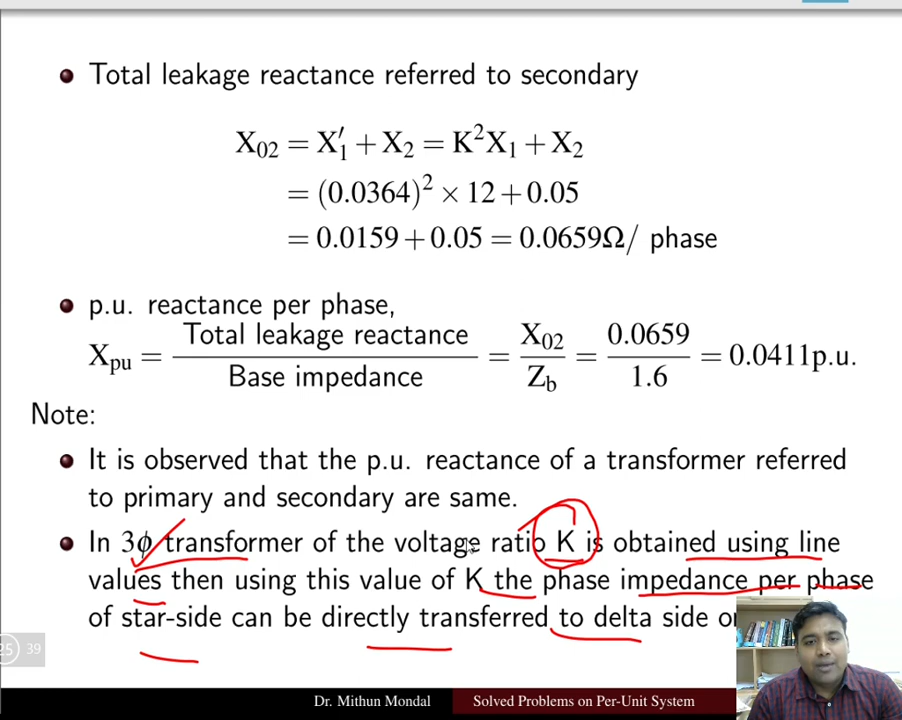 Total leakage reactance referred to secondary
X₀₂ = X′₁ + X₂ = K²X₁ + X₂
= (0.0364)² × 12 + 0.05
= 0.0159 + 0.05 = 0.0659Ω/ phase
p.u. reactance per phase,
X_pu = Total leakage reactance / Base impedance = X₀₂ / Z_b = 0.0659 / 1.6 = 0.0411p.u.
Note:
It is observed that the p.u. reactance of a transformer referred
to primary and secondary are same.
In 3ϕ transformer of the voltage ratio K is obtained using line
values then using this value of K the phase impedance per phase
of star-side can be directly transferred to delta side
25 39
Dr. Mithun Mondal Solved Problems on Per-Unit System